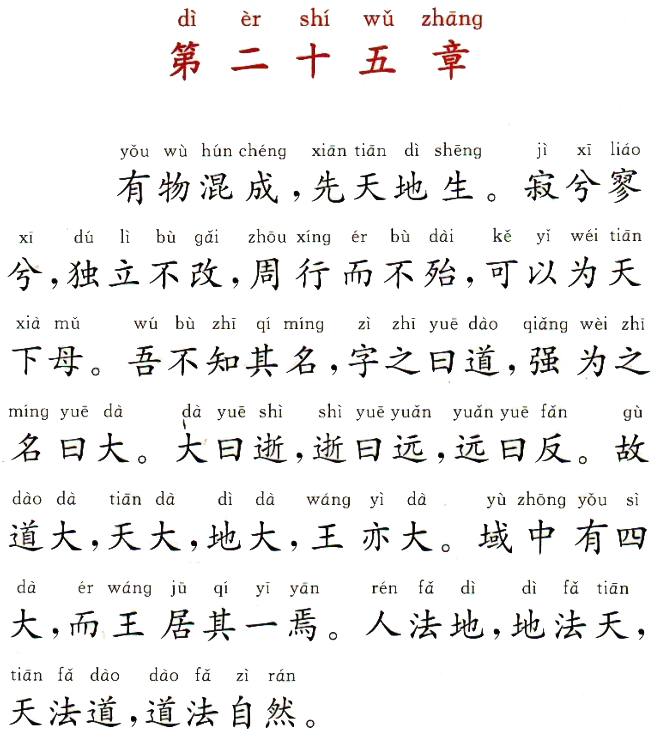 dì èr shí wǔ zhāng
第二十五章
yǒu wù hún chéng xiān tiān dì shēng jì xī liáo
有物混成，先天地生。寂兮寥
xī dú lì bù gǎi zhōu xíng ér bù dài kě yǐ wéi tiān
兮，独立不改，周行而不殆，可以为天
xià mǔ wú bù zhī qí míng zì zhī yuē dào qiǎng wèi zhī
下母。吾不知其名，字之曰道，强为之
míng yuē dà dà yuē shì shì yuē yuǎn yuǎn yuē fǎn gù
名曰大。大曰逝，逝曰远，远曰反。故
dào dà tiān dà dì dà wáng yì dà yù zhōng yǒu sì
道大，天大，地大，王亦大。域中有四
dà ér wáng jū qí yī yān rén fǎ dì dì fǎ tiān
大，而王居其一焉。人法地，地法天，
tiān fǎ dào dào fǎ zì rán
天法道，道法自然。